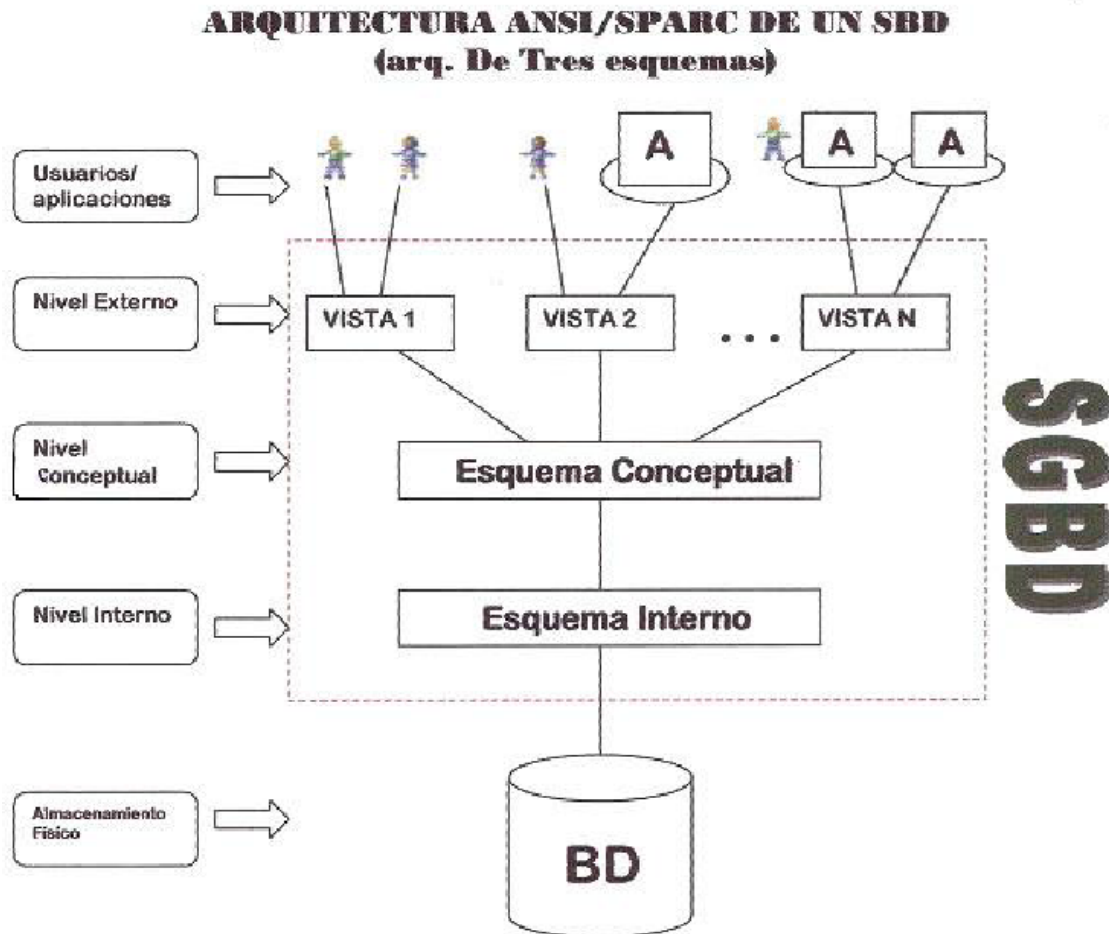 ARQUITECTURA ANSI/SPARC DE UN SBD
(arq. De Tres esquemas)
Usuarios/
aplicaciones
A
A
A
Nivel Externo
VISTA 1
VISTA 2
. . .
VISTA N
Nivel
Conceptual
Esquema Conceptual
SGBD
Nivel Interno
Esquema Interno
Almacenamiento
Físico
BD